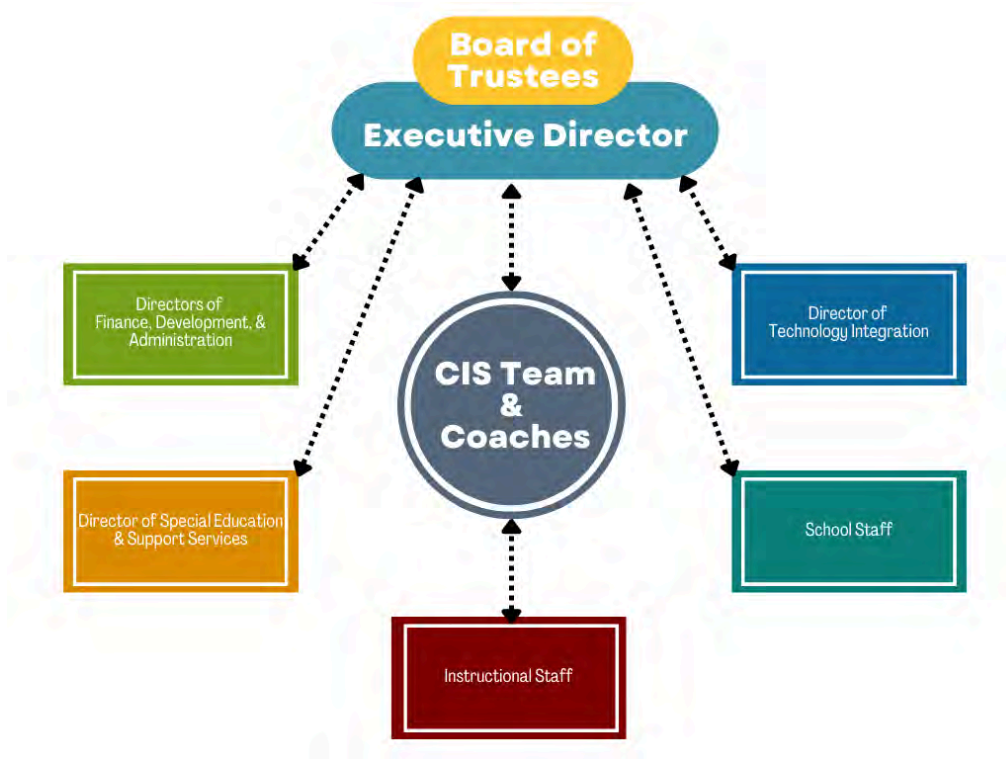 Board of
Trustees
Executive Director
Directors of
Finance, Development, &
Administration
Director of
Technology Integration
CIS Team
&
Coaches
Director of Special Education
& Support Services
School Staff
Instructional Staff